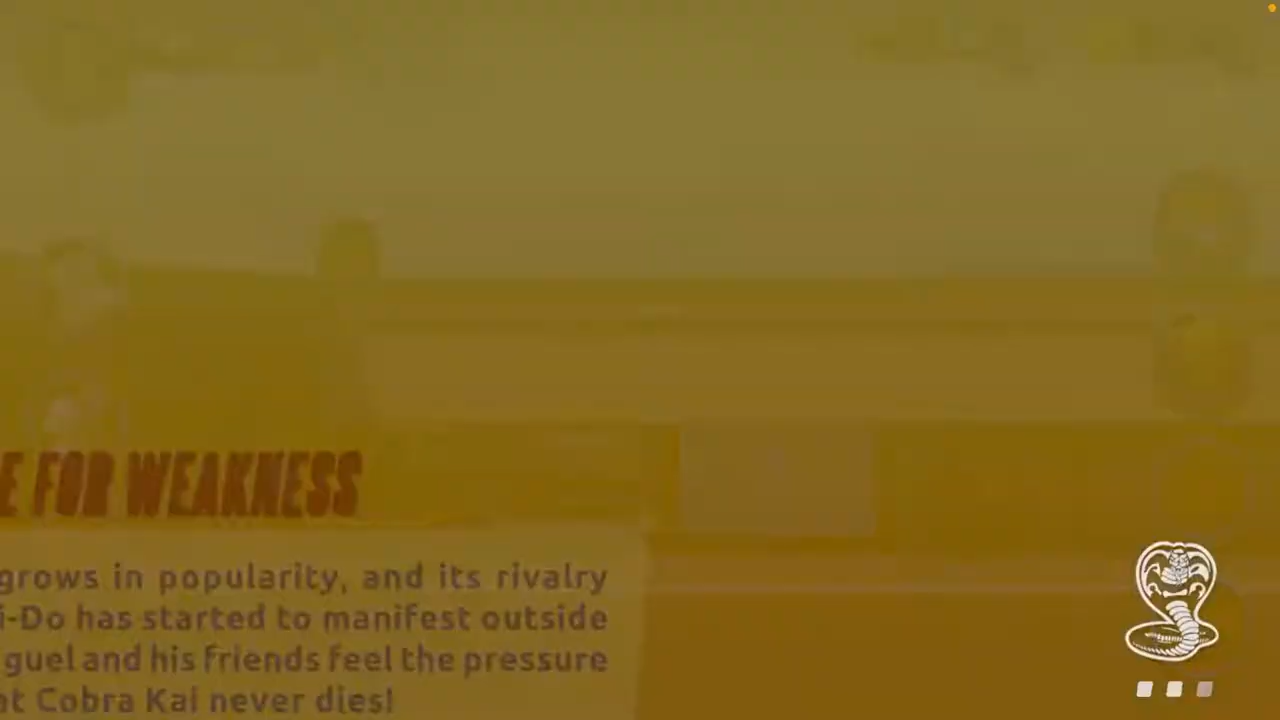 E FOR WEAKNESS
grows in popularity, and its rivalry
i-Do has started to manifest outside
guel and his friends feel the pressure
at Cobra Kai never dies!